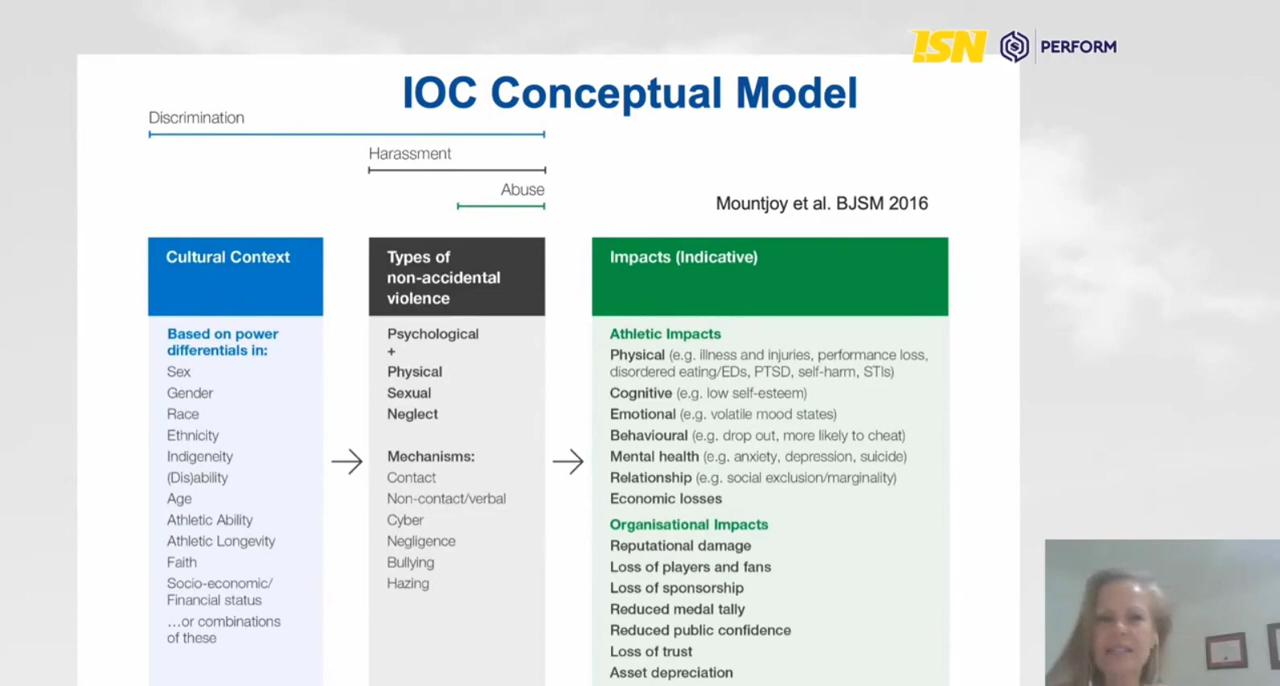 ISN
PERFORM
IOC Conceptual Model
Discrimination
Harassment
Abuse
Mountjoy et al. BJSM 2016
Cultural Context
Based on power
differentials in:
Sex
Gender
Race
Ethnicity
Indigeneity
(Dis)ability
Age
Athletic Ability
Athletic Longevity
Faith
Socio-economic/
Financial status
…or combinations
of these
Types of
non-accidental
violence
Psychological
+
Physical
Sexual
Neglect
Mechanisms:
Contact
Non-contact/verbal
Cyber
Negligence
Bullying
Hazing
Impacts (Indicative)
Athletic Impacts
Physical (e.g. illness and injuries, performance loss,
disordered eating/EDs, PTSD, self-harm, STIs)
Cognitive (e.g. low self-esteem)
Emotional (e.g. volatile mood states)
Behavioural (e.g. drop out, more likely to cheat)
Mental health (e.g. anxiety, depression, suicide)
Relationship (e.g. social exclusion/marginality)
Economic losses
Organisational Impacts
Reputational damage
Loss of players and fans
Loss of sponsorship
Reduced medal tally
Reduced public confidence
Loss of trust
Asset depreciation